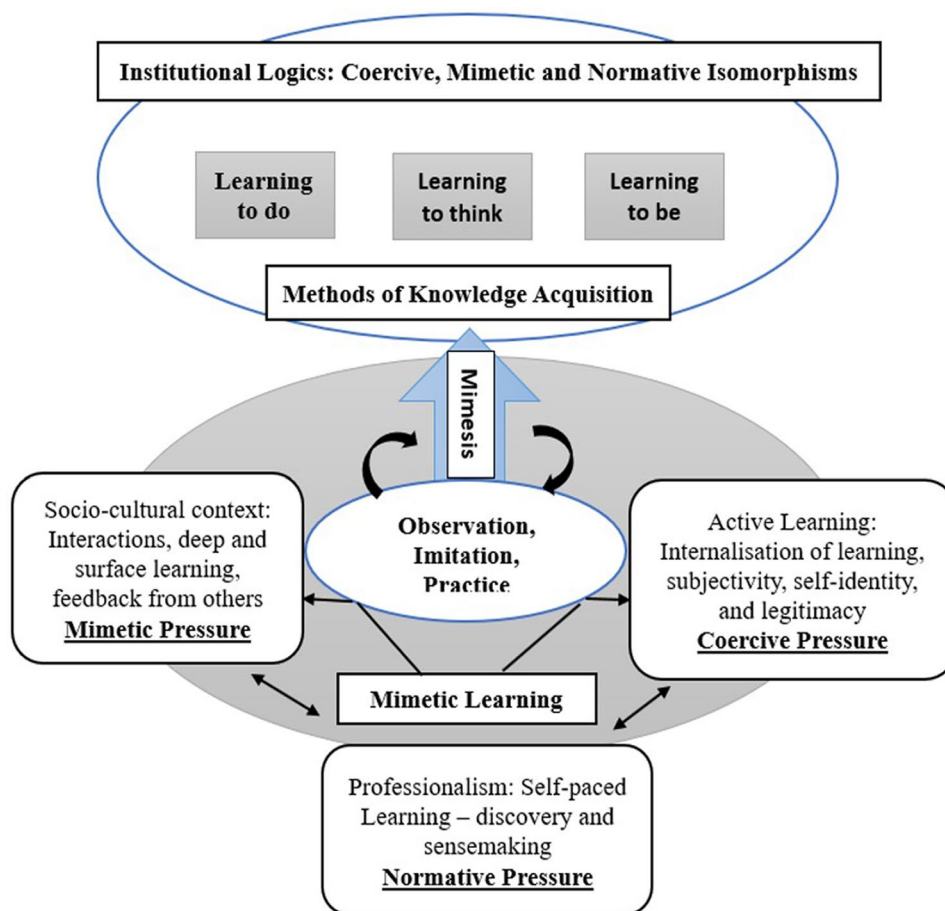 Institutional Logics: Coercive, Mimetic and Normative Isomorphisms
Learning
to do
Learning
to think
Learning
to be
Methods of Knowledge Acquisition
Mimesis
Observation,
Imitation,
Practice
Socio-cultural context:
Interactions, deep and
surface learning,
feedback from others
Mimetic Pressure
Active Learning:
Internalisation of learning,
subjectivity, self-identity,
and legitimacy
Coercive Pressure
Mimetic Learning
Professionalism: Self-paced
Learning – discovery and
sensemaking
Normative Pressure